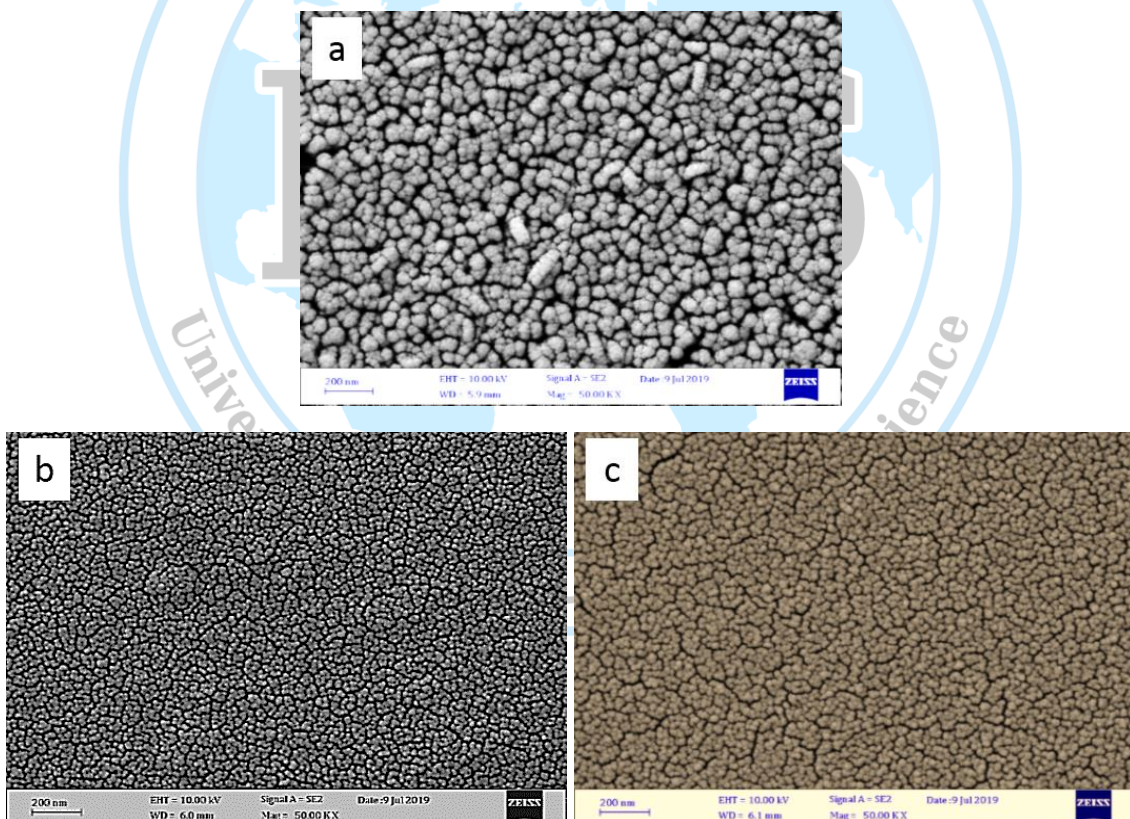 a
200 nm EHT = 10.00 kV Signal A = SE2 Date :9 Jul 2019 ZEISS
WD = 5.9 mm Mag = 50.00 K X
b
200 nm EHT = 10.00 kV Signal A = SE2 Date :9 Jul 2019 ZEISS
WD = 6.0 mm Mag = 50.00 K X
c
200 nm EHT = 10.00 kV Signal A = SE2 Date :9 Jul 2019 ZEISS
WD = 6.1 mm Mag = 50.00 K X